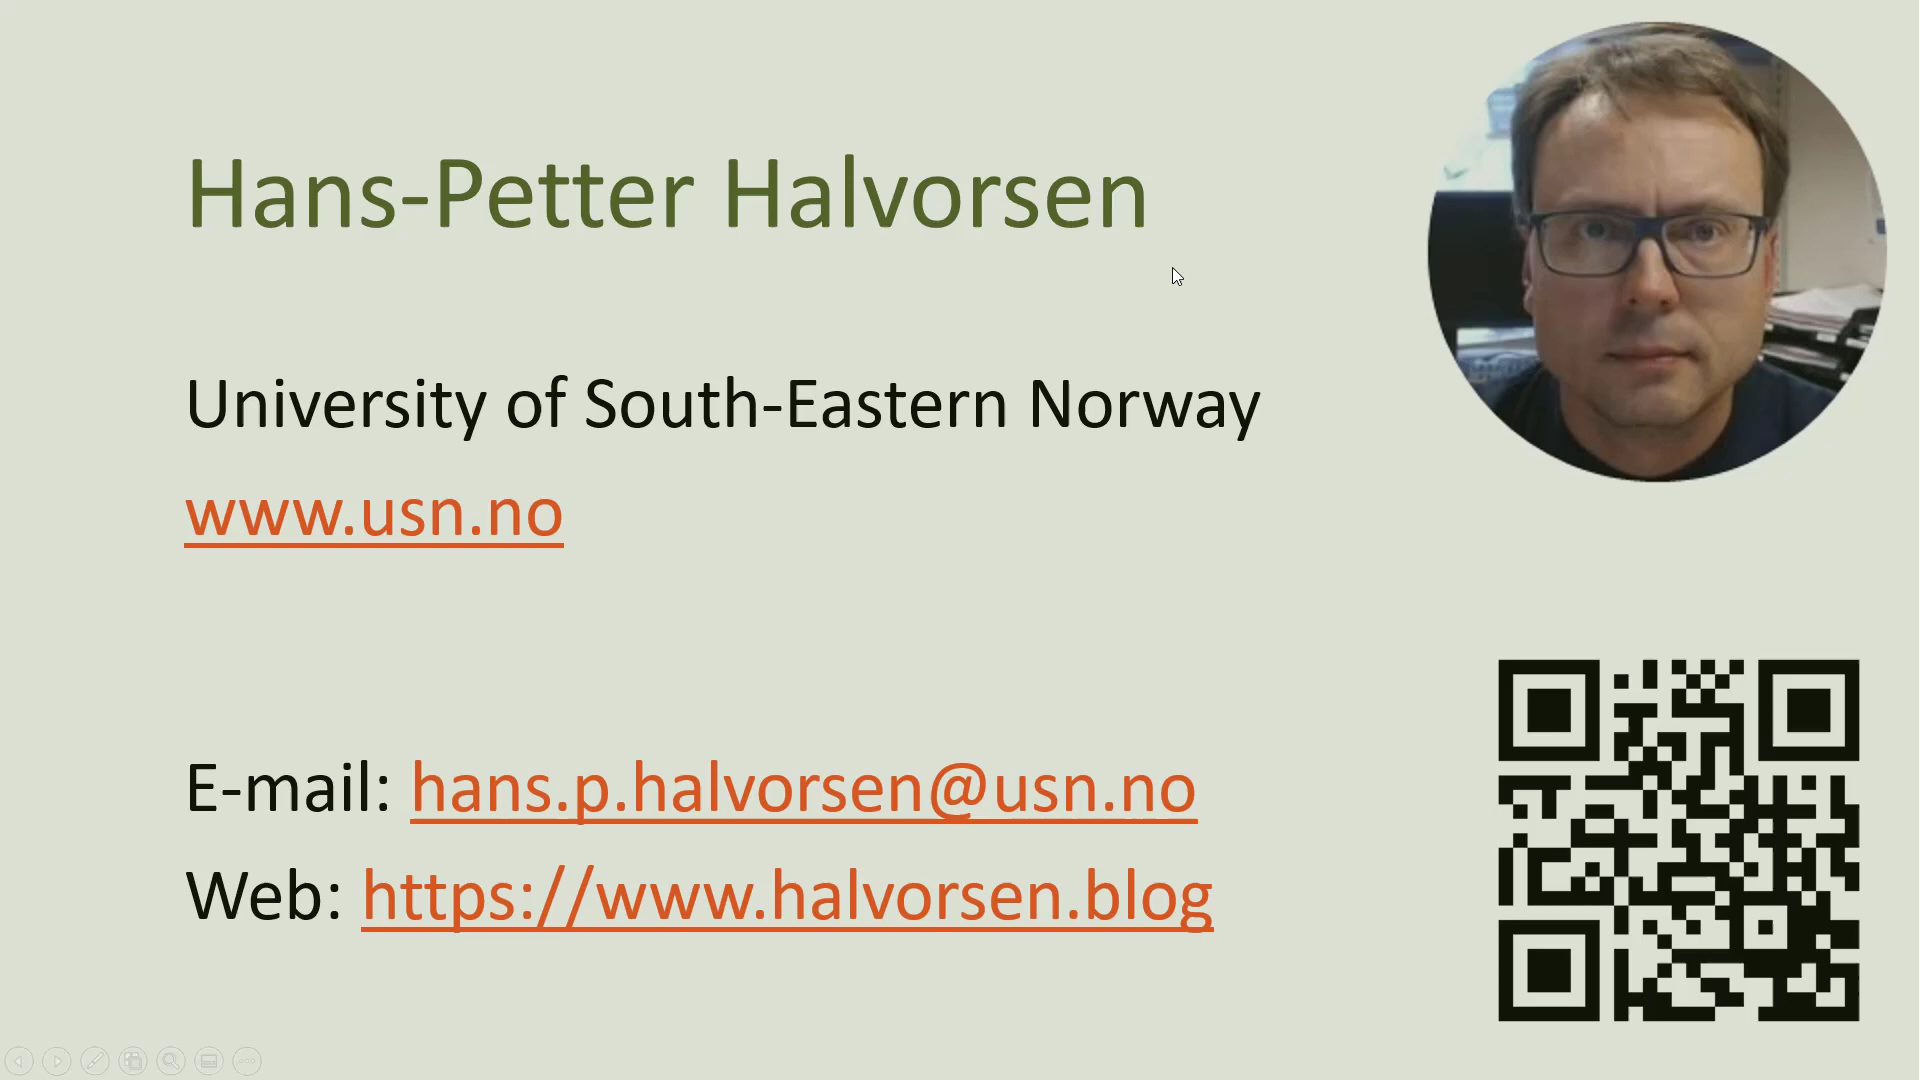 Hans-Petter Halvorsen
University of South-Eastern Norway
www.usn.no
E-mail: hans.p.halvorsen@usn.no
Web: https://www.halvorsen.blog